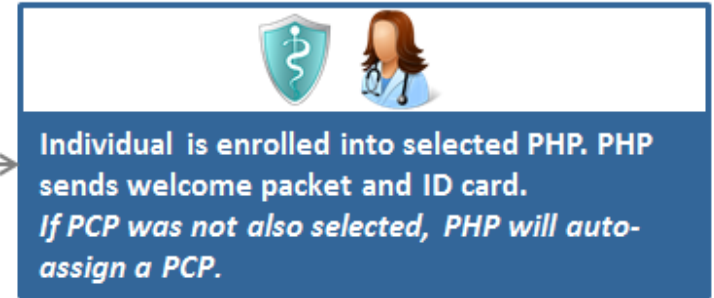 Individual is enrolled into selected PHP. PHP
sends welcome packet and ID card.
If PCP was not also selected, PHP will auto-
assign a PCP.